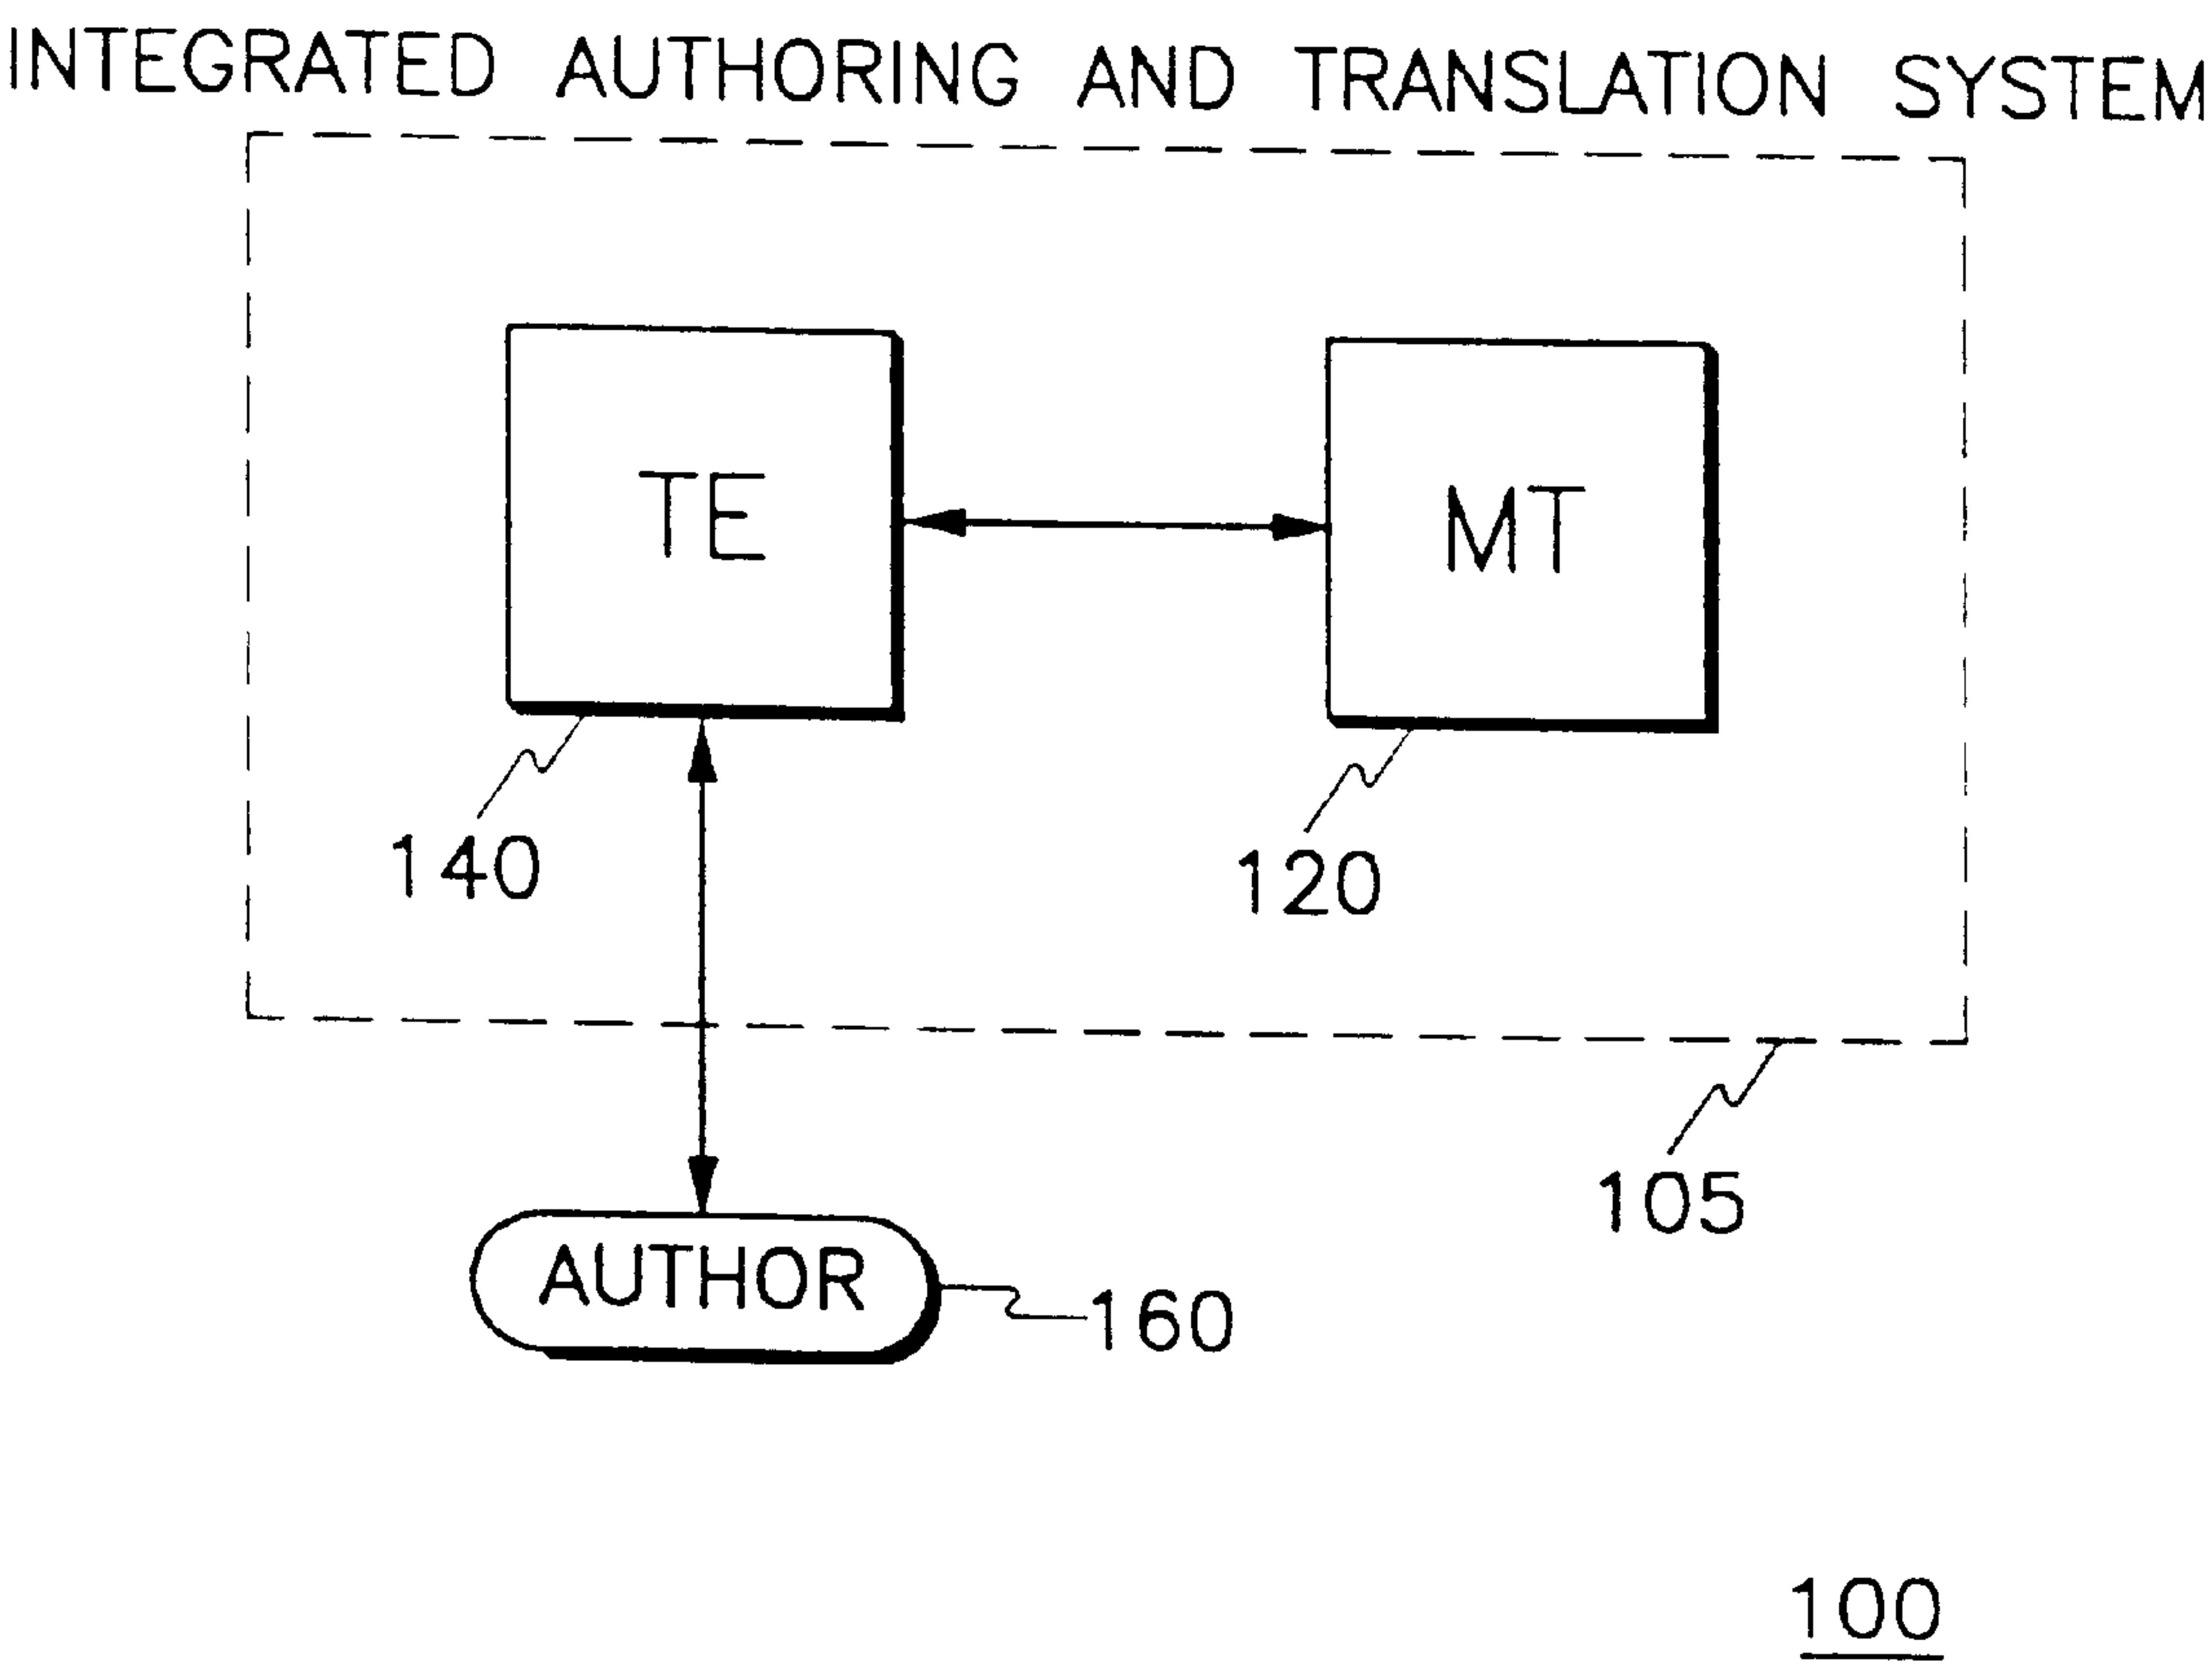 INTEGRATED AUTHORING AND TRANSLATION SYSTEM
TE
MT
140
120
105
AUTHOR
160
100